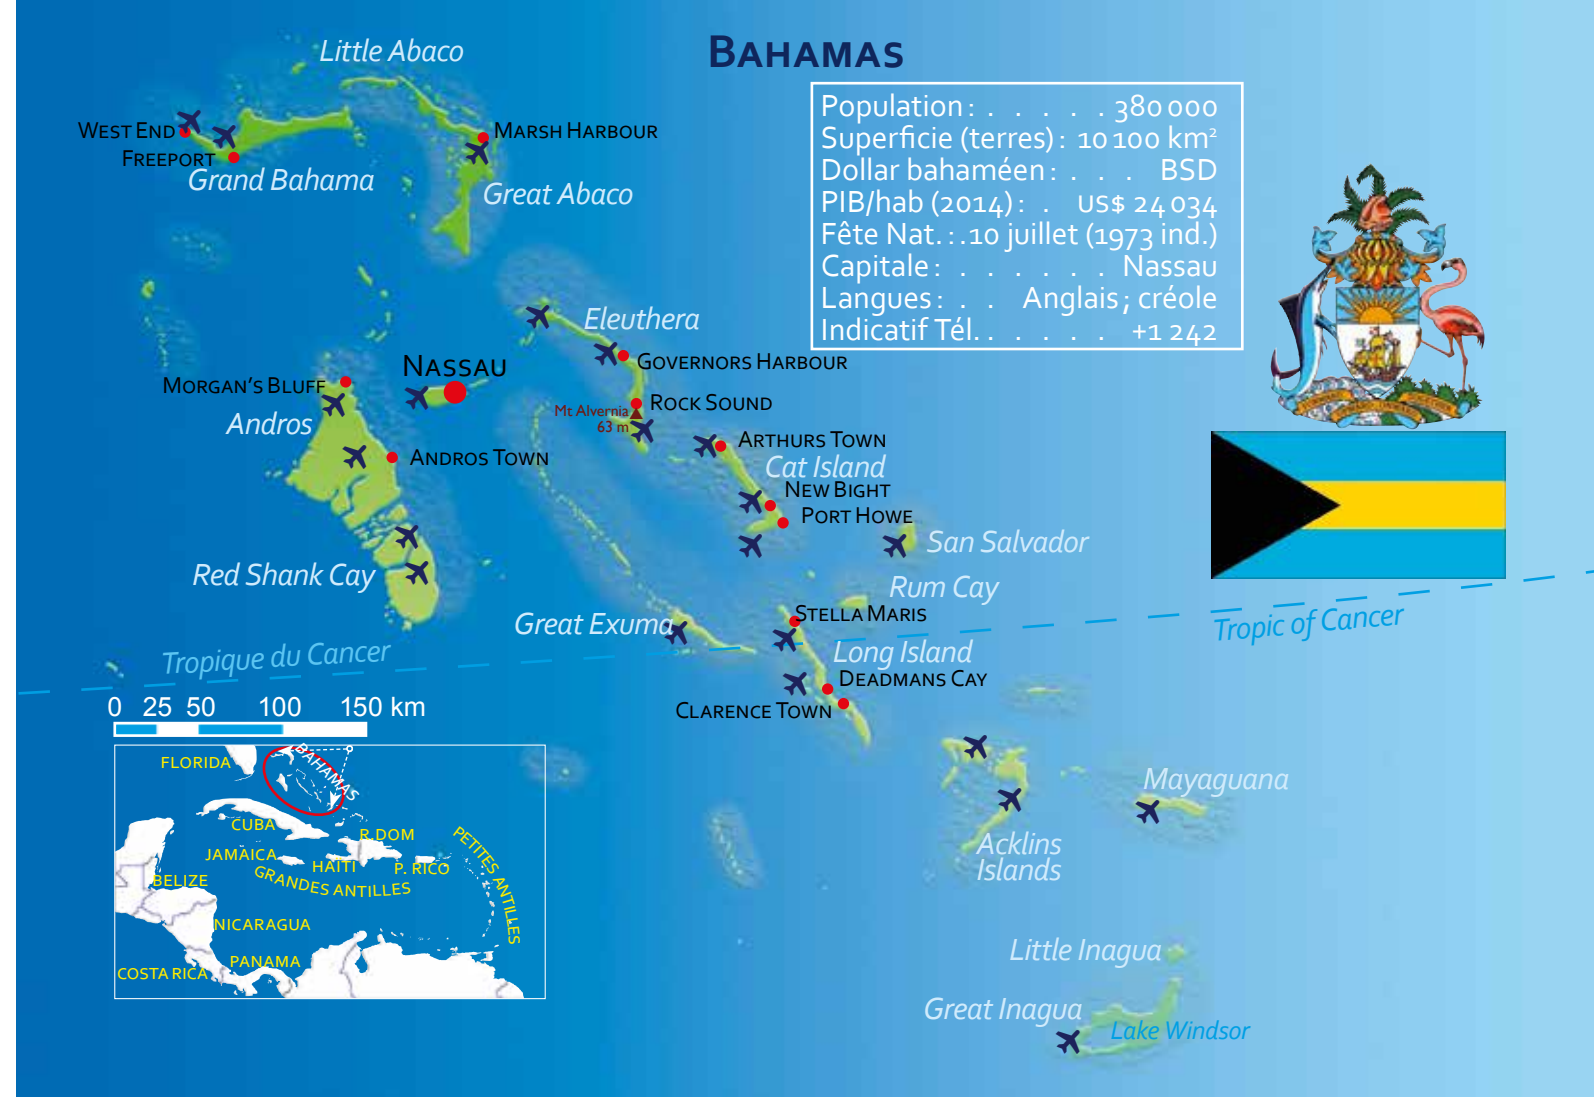 BAHAMAS
Little Abaco
Population : . . . . . 380 000
Superficie (terres) : 10 100 km²
Dollar bahaméen : . . . BSD
PIB/hab (2014) : . US$ 24 034
Fête Nat. : . 10 juillet (1973 ind.)
Capitale : . . . . . . Nassau
Langues : . . Anglais ; créole
Indicatif Tél. . . . . . +1 242
WEST END
FREEPORT
Grand Bahama
MARSH HARBOUR
Great Abaco
Eleuthera
GOVERNORS HARBOUR
NASSAU
MORGAN'S BLUFF
Andros
ROCK SOUND
Mt Alvernia
63 m
ANDROS TOWN
ARTHURS TOWN
Cat Island
NEW BIGHT
PORT HOWE
San Salvador
Red Shank Cay
Rum Cay
Great Exuma
STELLA MARIS
Tropic of Cancer
Tropique du Cancer
Long Island
DEADMANS CAY
CLARENCE TOWN
0 25 50 100 150 km
Mayaguana
Acklins
Islands
Little Inagua
Great Inagua
Lake Windsor
FLORIDA
BAHAMAS
CUBA
R.DOM
JAMAICA
HAITI
P. RICO
GRANDES ANTILLES
PETITES ANTILLES
BELIZE
NICARAGUA
PANAMA
COSTA RICA